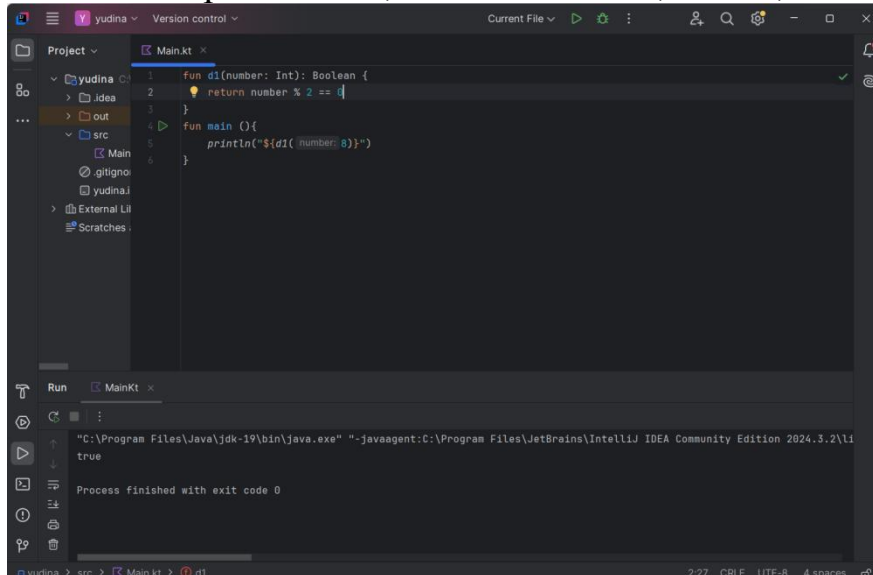 Y yudina Version control Current File
Project
Main.kt
yudina
.idea
out
src
Main
.gitigno
yudina.i
External Lil
Scratches
1 fun d1(number: Int): Boolean {
2 return number % 2 == 0
3 }
4 fun main (){
5 println("${d1( number: 8)}")
6 }
Run MainKt
"C:\Program Files\Java\jdk-19\bin\java.exe" "-javaagent:C:\Program Files\JetBrains\IntelliJ IDEA Community Edition 2024.3.2\li
true
Process finished with exit code 0
yudina > src > Main.kt > d1 2:27 CRLF UTF-8 4 spaces